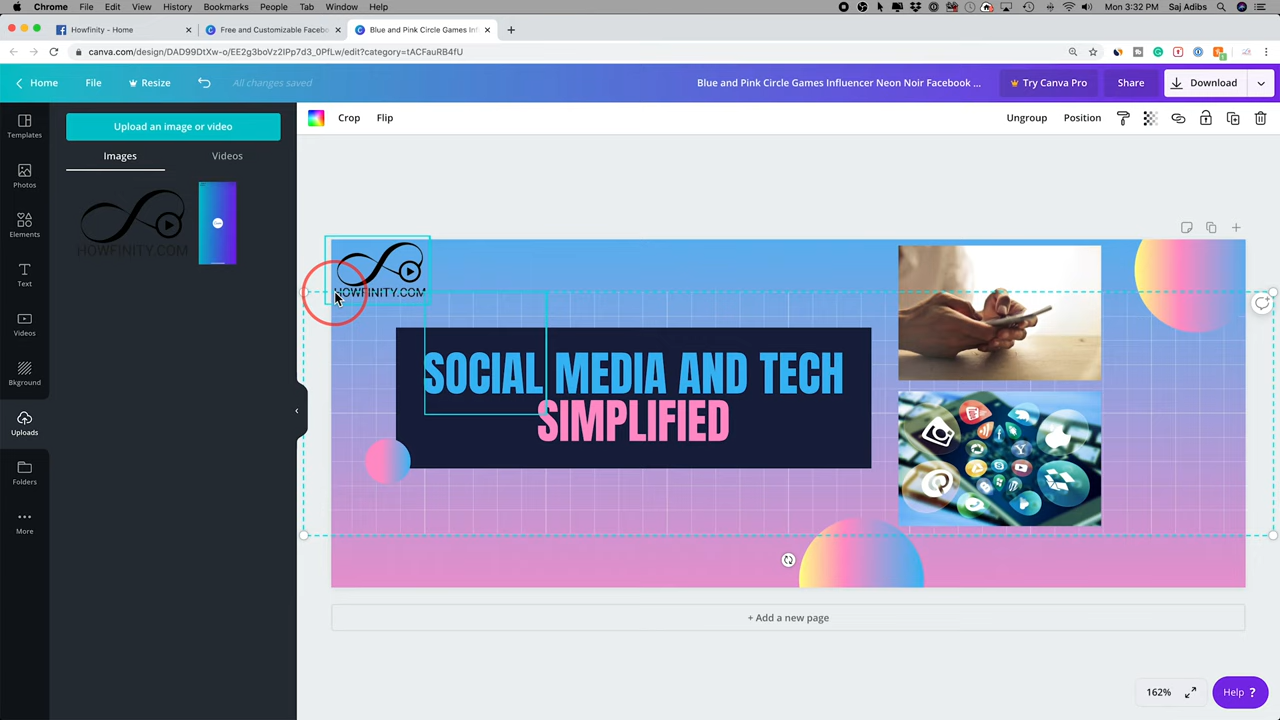 Chrome File Edit View History Bookmarks People Tab Window Help
Monday 3:32 PM Saj Adibs
Howfinity - Home
Free and Customizable Facebo
Blue and Pink Circle Games Inf
canva.com/design/DAD99DtXw-o/EE2g3boVz2IPp7d3_0PfLw/edit?category=tACFauRB4fU
Home File Resize All changes saved Blue and Pink Circle Games Influencer Neon Noir Facebook ... Try Canva Pro Share Download
Crop Flip Ungroup Position
Upload an image or video
Images Videos
Templates
Photos
Elements
Text
Videos
Bkground
Uploads
Folders
More
HOWFINITY.COM
HOWFINITY.COM
SOCIAL MEDIA AND TECH
SIMPLIFIED
+ Add a new page
162% Help ?